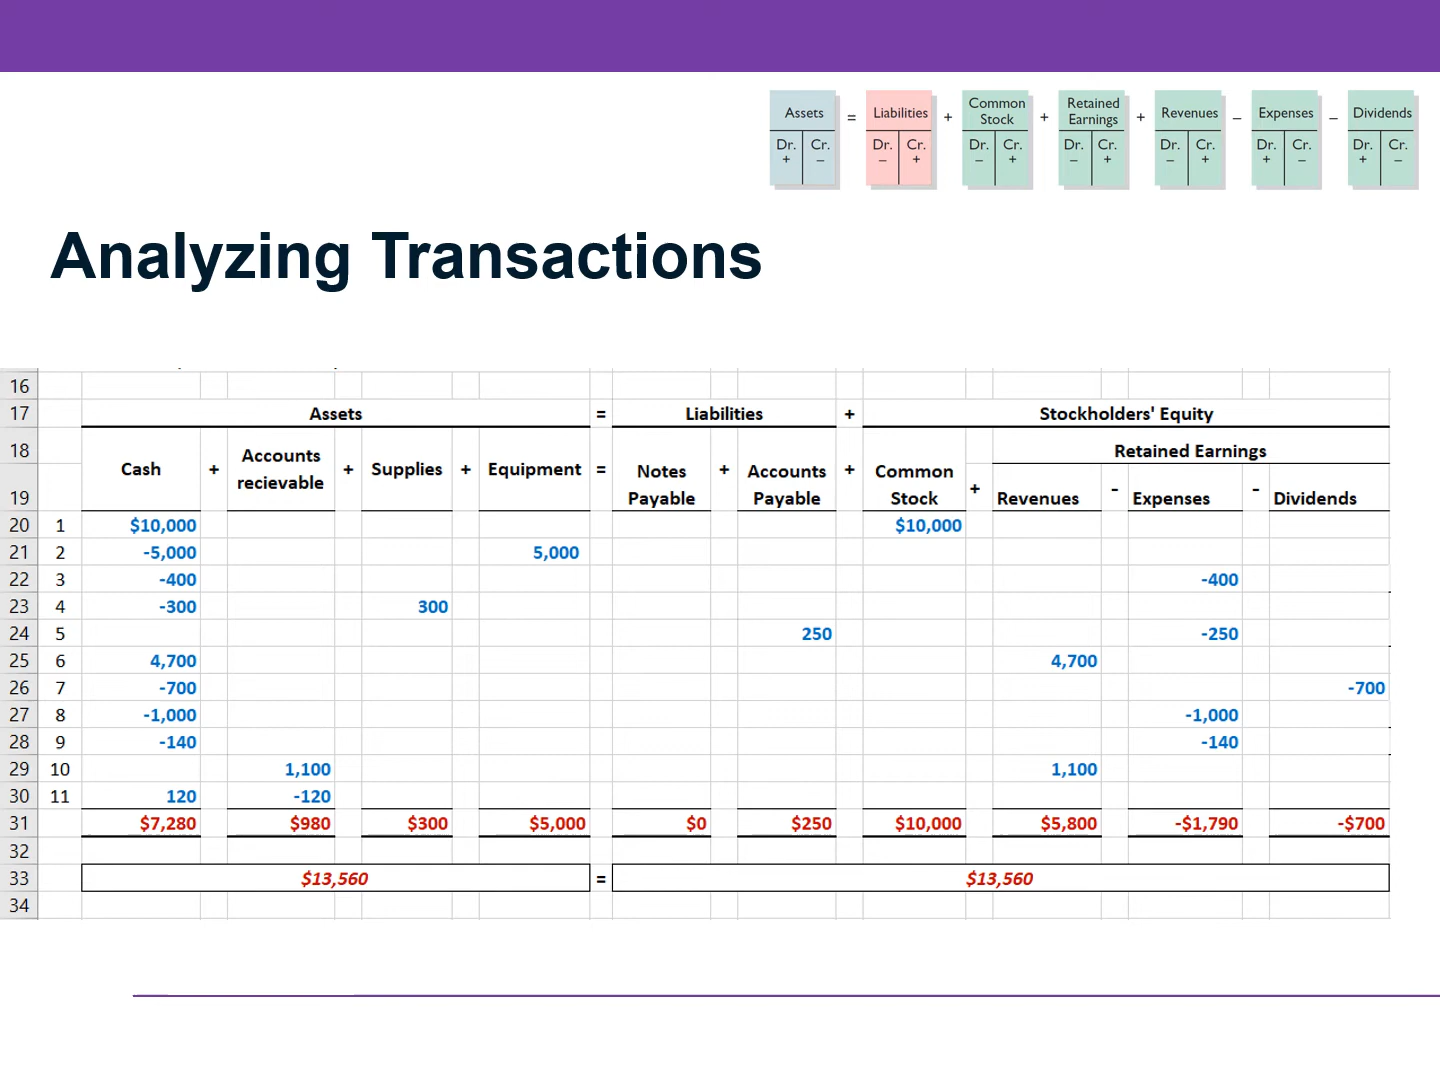 Assets = Liabilities + Common Stock + Retained Earnings + Revenues – Expenses – Dividends
Dr. Cr. Dr. Cr. Dr. Cr. Dr. Cr. Dr. Cr. Dr. Cr. Dr. Cr.
+ – – + – + – + – + + – + –
Analyzing Transactions
16
17 Assets = Liabilities + Stockholders' Equity
18 Cash + Accounts recievable + Supplies + Equipment = Notes Payable + Accounts Payable + Common Stock + Retained Earnings
19 Revenues - Expenses - Dividends
20 1 $10,000 $10,000
21 2 -5,000 5,000
22 3 -400 -400
23 4 -300 300
24 5 250 -250
25 6 4,700 4,700
26 7 -700 -700
27 8 -1,000 -1,000
28 9 -140 -140
29 10 1,100 1,100
30 11 120 -120
31 $7,280 $980 $300 $5,000 $0 $250 $10,000 $5,800 -$1,790 -$700
32
33 $13,560 = $13,560
34